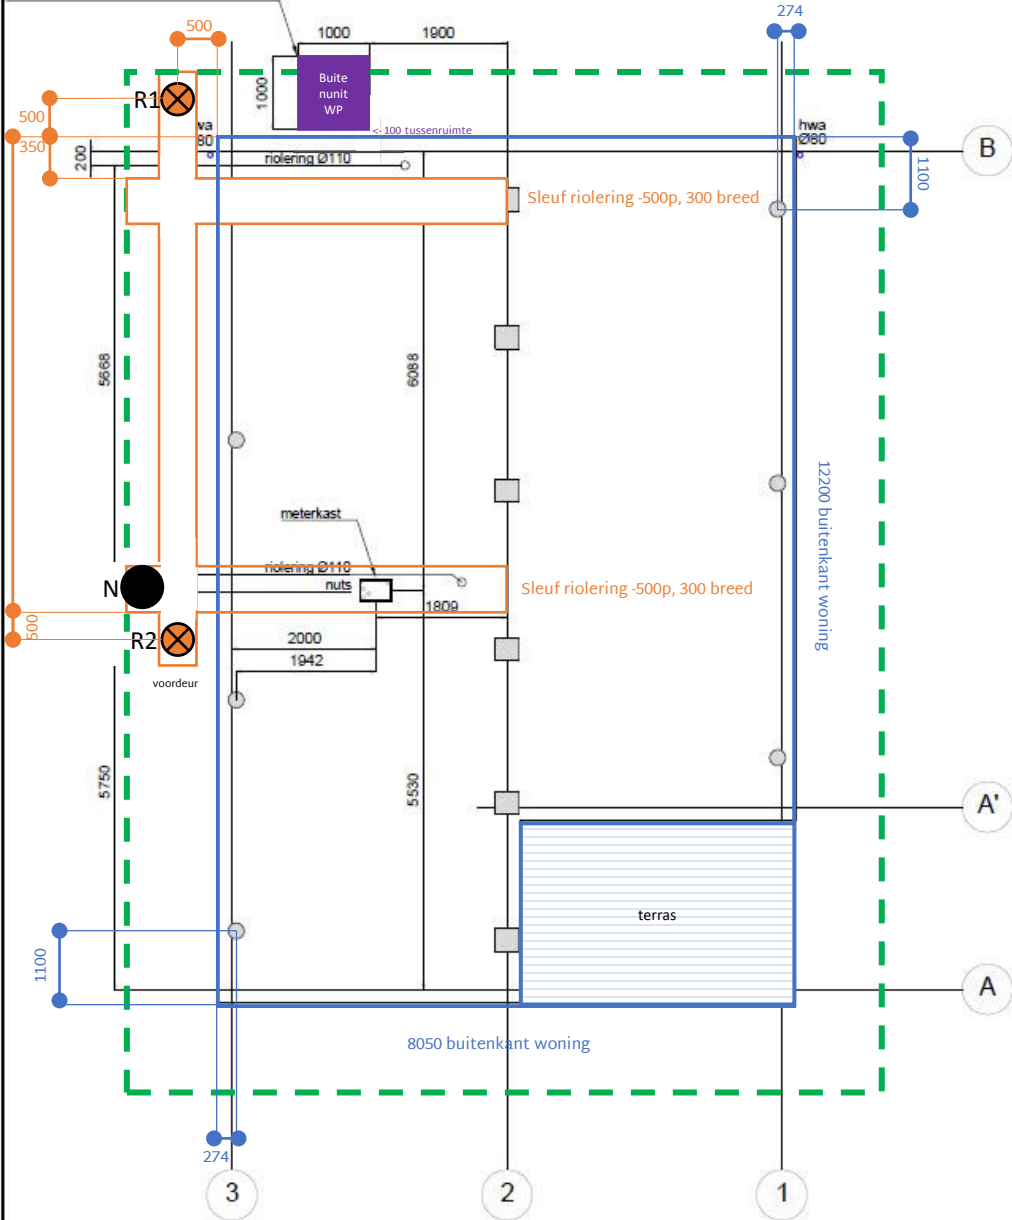 274
500
1000
1900
Buite
nunit
WP
1000
R1
500
<- 100 tussenruimte
wa
80
hwa
Ø80
B
350
200
riolering Ø110
1100
Sleuf riolering -500p, 300 breed
5668
6088
12200 buitenkant woning
meterkast
riolering Ø110
nuts
N
Sleuf riolering -500p, 300 breed
1809
500
R2
2000
1942
voordeur
5750
5530
A'
terras
1100
A
8050 buitenkant woning
274
3
2
1